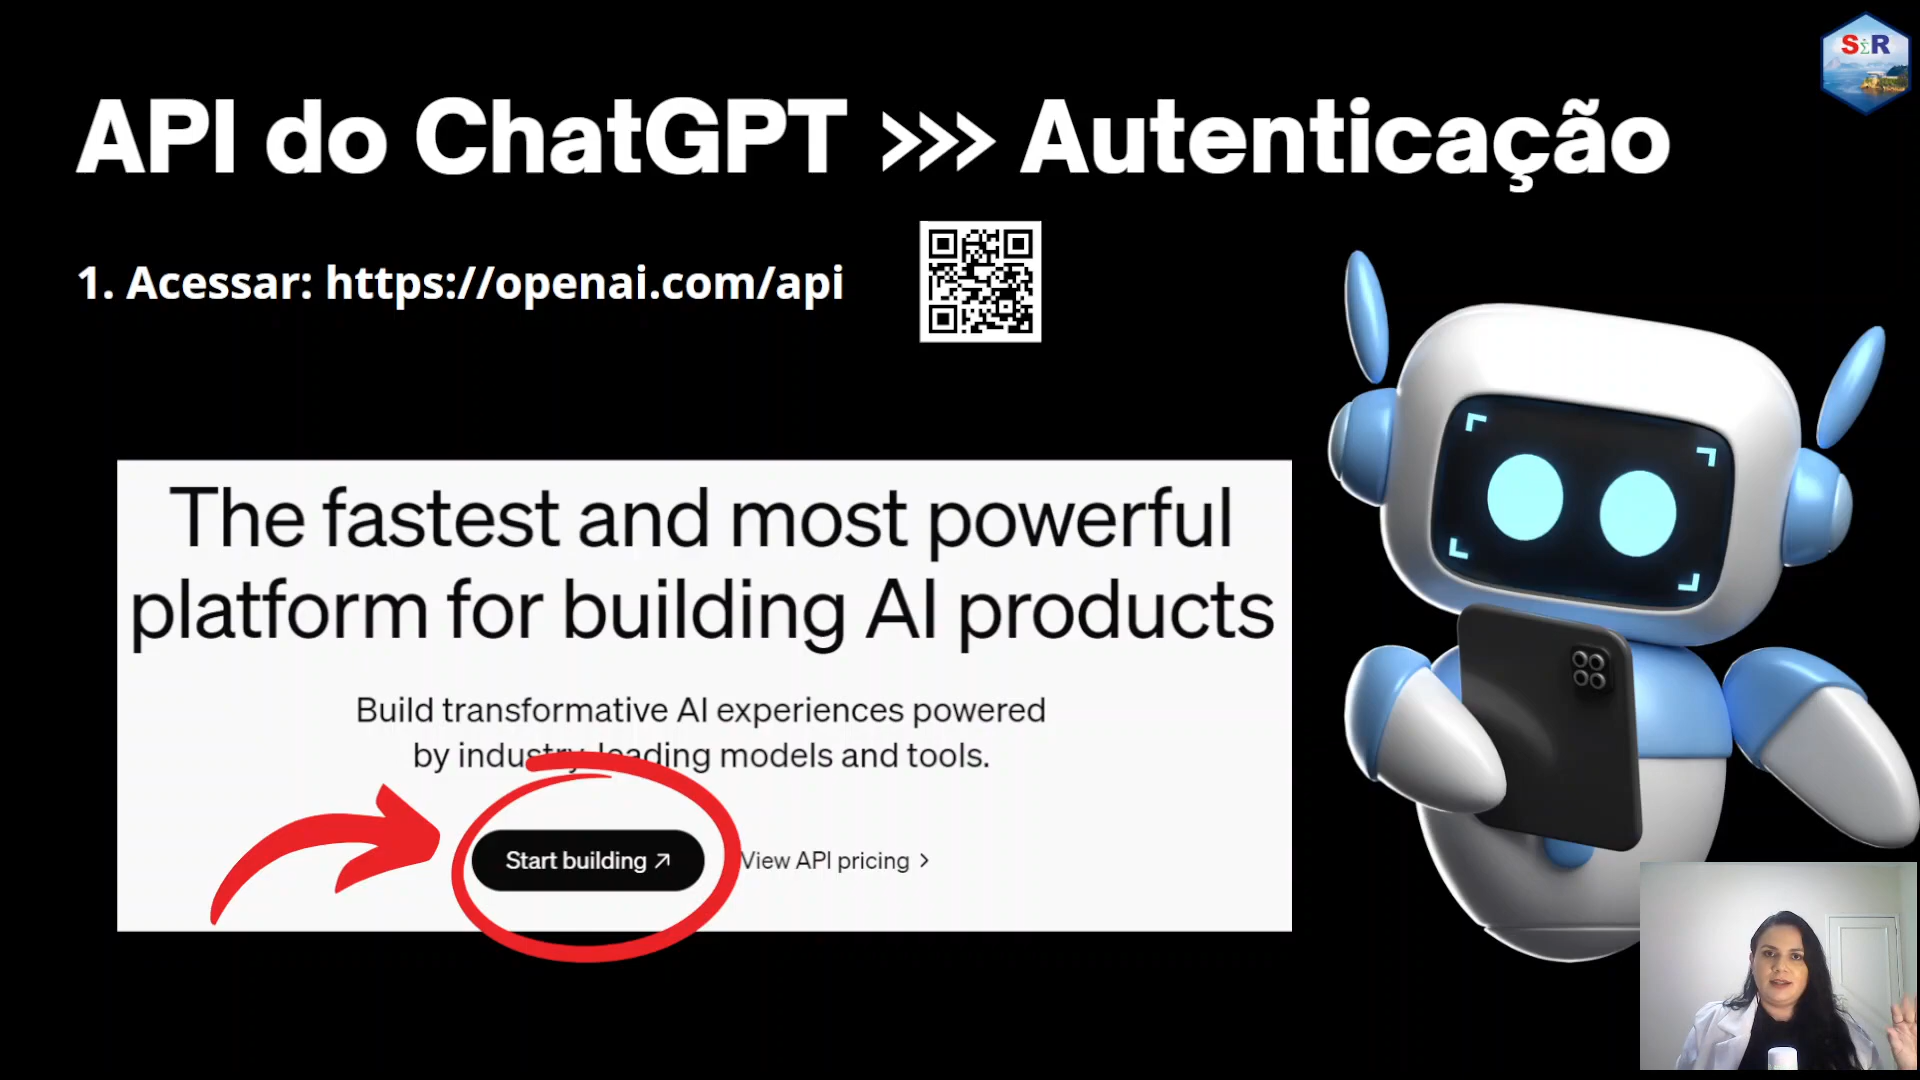 SER
API do ChatGPT >>> Autenticação
1. Acessar: https://openai.com/api
The fastest and most powerful
platform for building AI products
Build transformative AI experiences powered
by industry-leading models and tools.
Start building ↗
View API pricing >